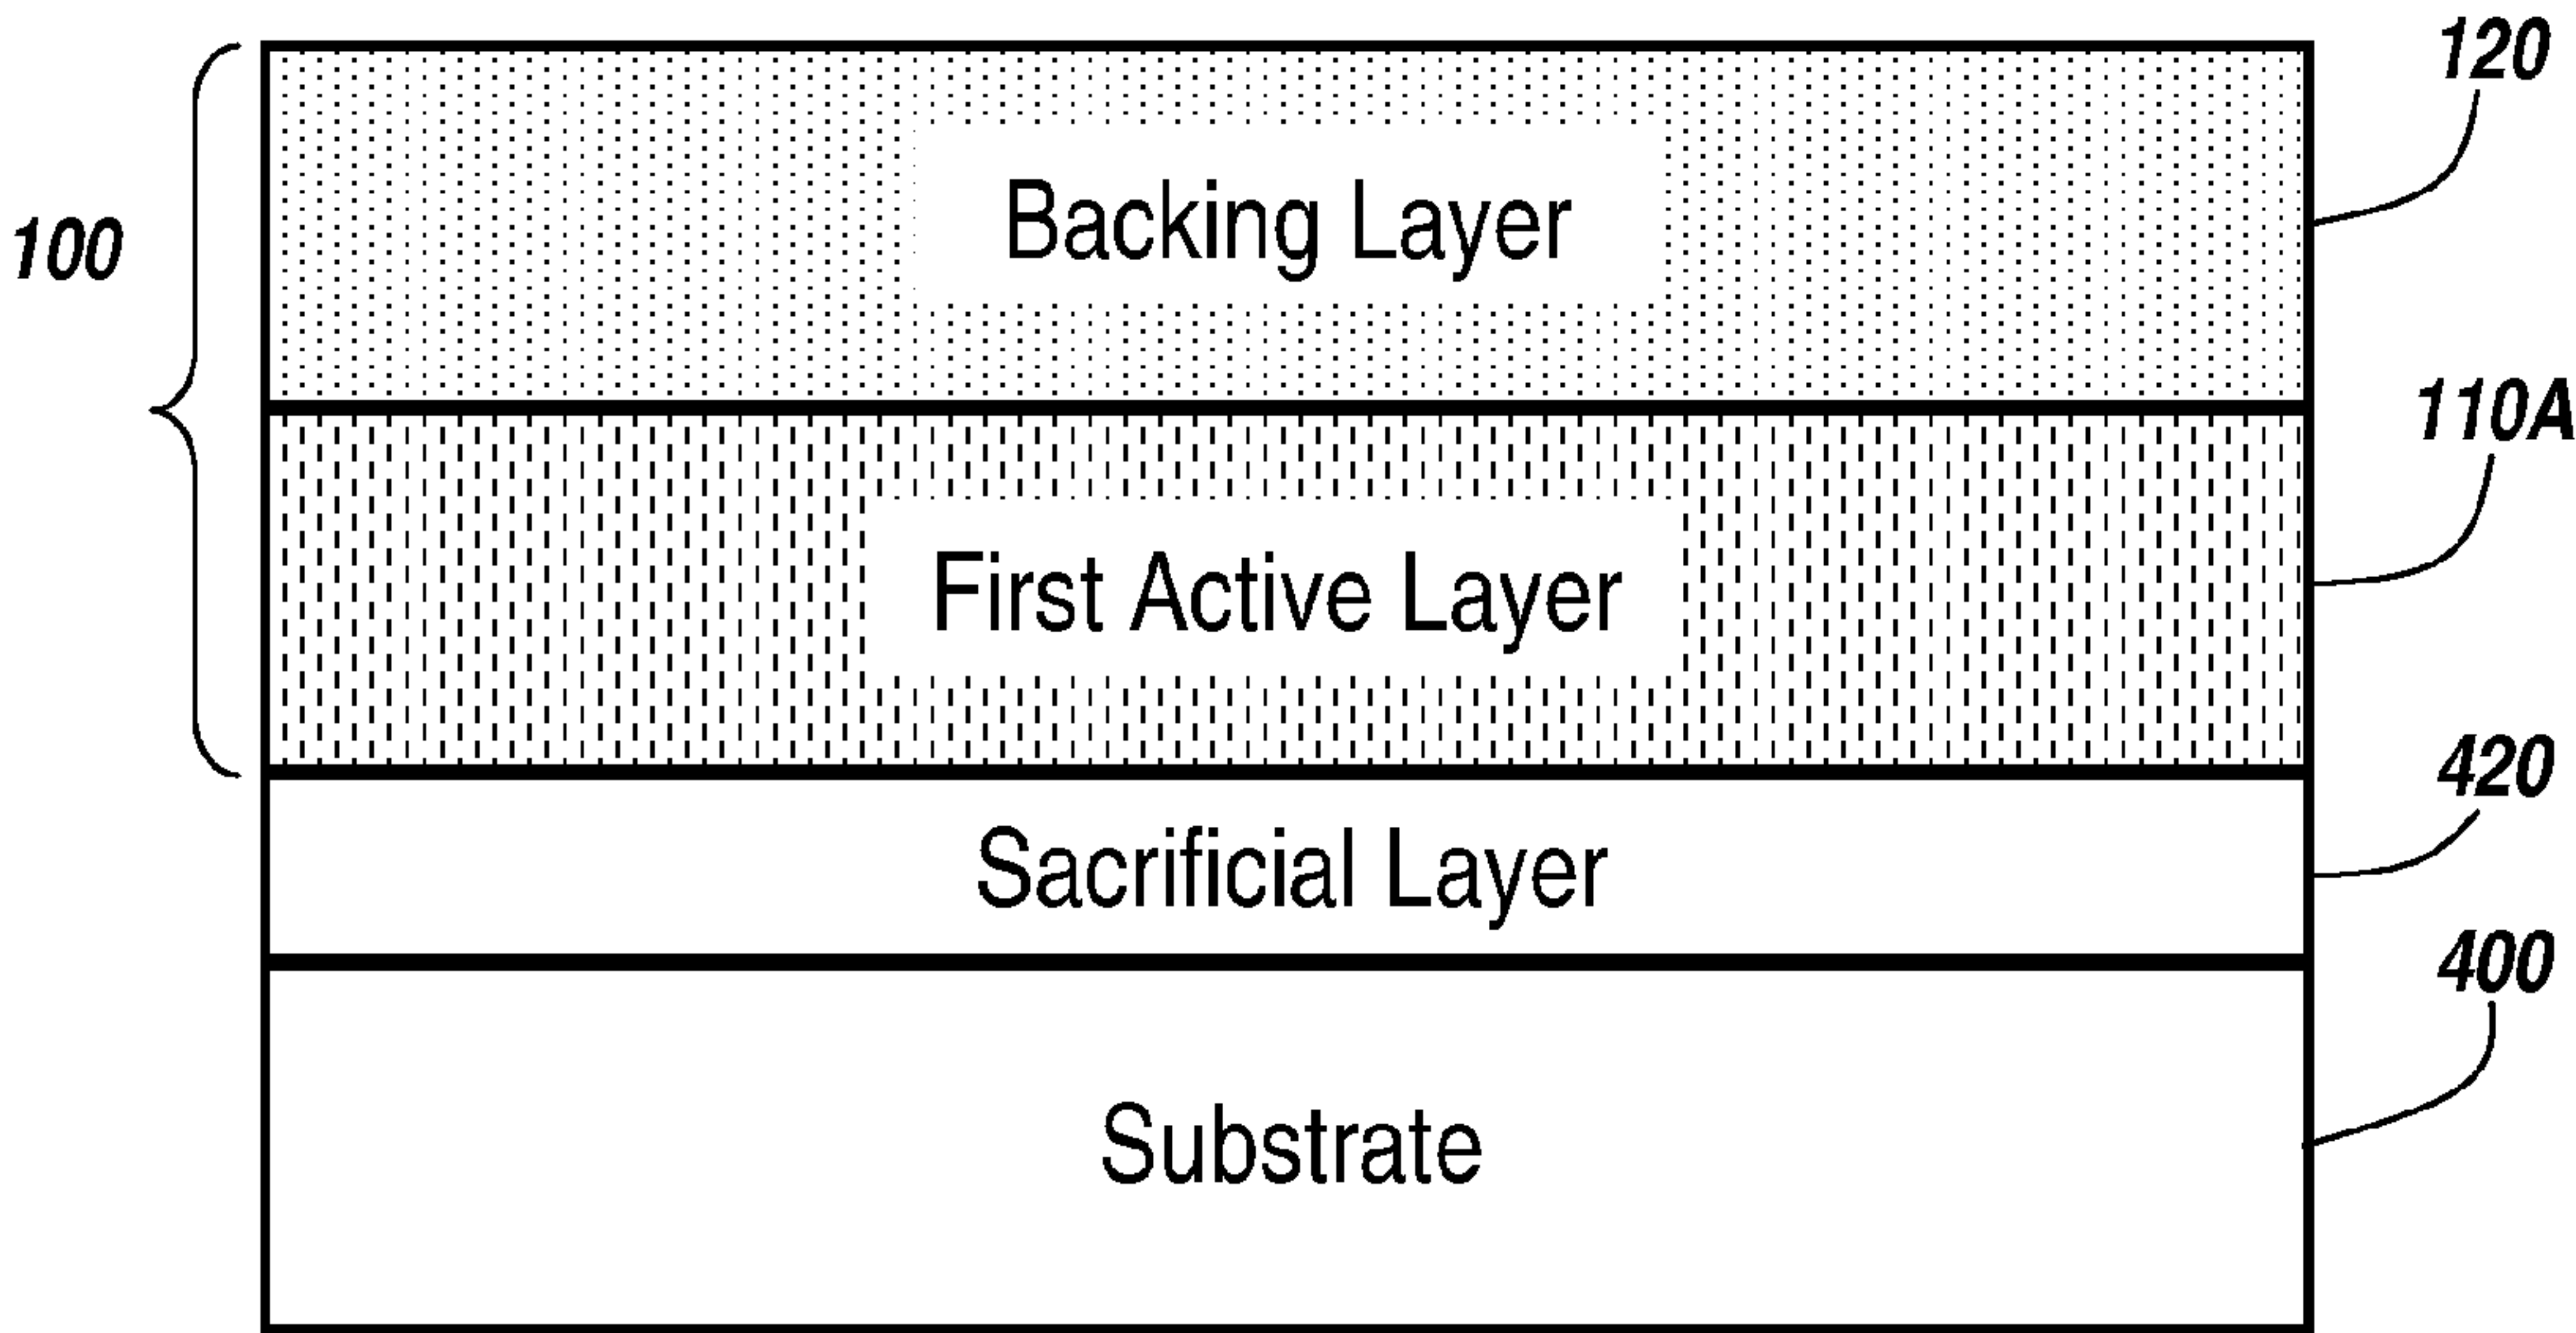 120
Backing Layer
100
110A
First Active Layer
420
Sacrificial Layer
400
Substrate